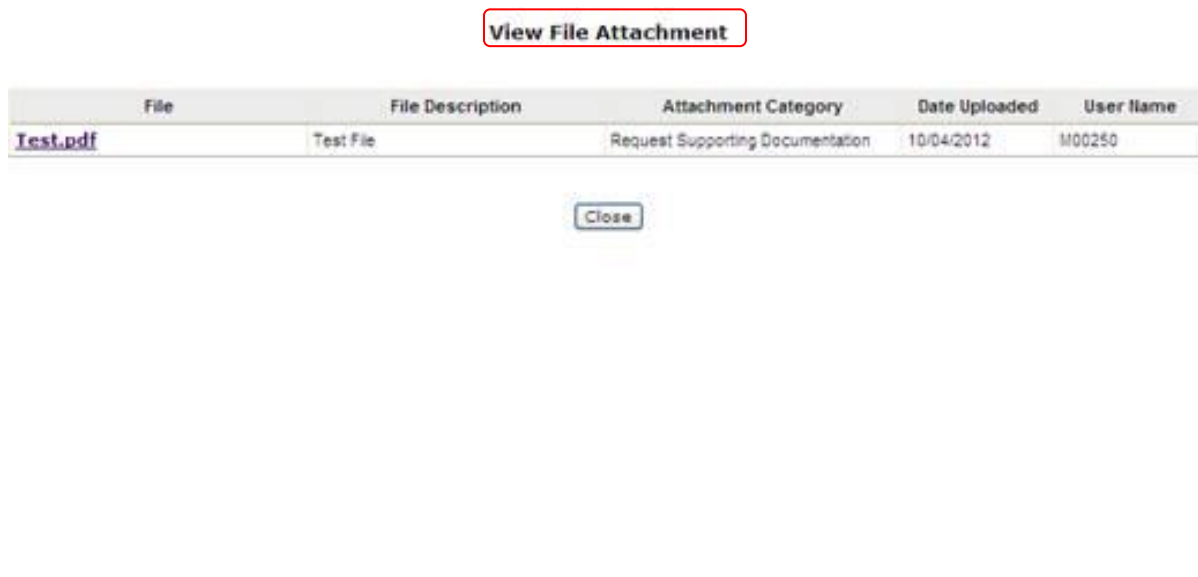 View File Attachment
File File Description Attachment Category Date Uploaded User Name
Test.pdf Test File Request Supporting Documentation 10/04/2012 M00250
Close